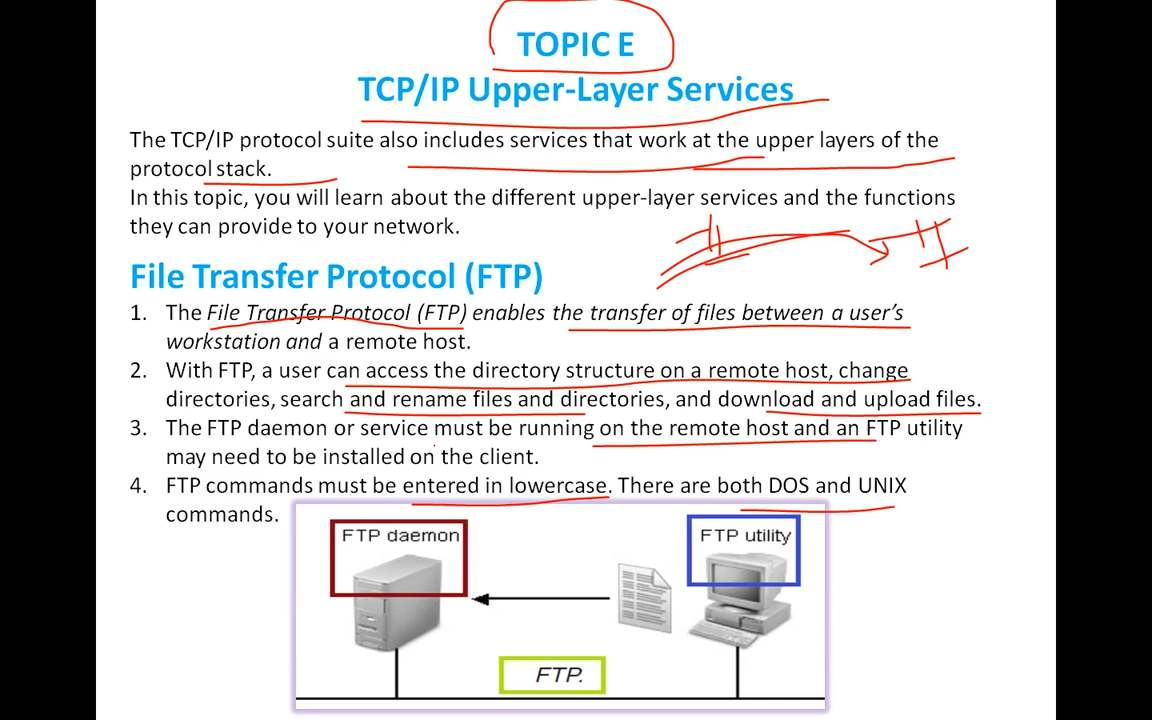 TOPIC E
TCP/IP Upper-Layer Services
The TCP/IP protocol suite also includes services that work at the upper layers of the
protocol stack.
In this topic, you will learn about the different upper-layer services and the functions
they can provide to your network.
File Transfer Protocol (FTP)
1. The File Transfer Protocol (FTP) enables the transfer of files between a user’s
workstation and a remote host.
2. With FTP, a user can access the directory structure on a remote host, change
directories, search and rename files and directories, and download and upload files.
3. The FTP daemon or service must be running on the remote host and an FTP utility
may need to be installed on the client.
4. FTP commands must be entered in lowercase. There are both DOS and UNIX
commands.
FTP daemon
FTP utility
FTP.